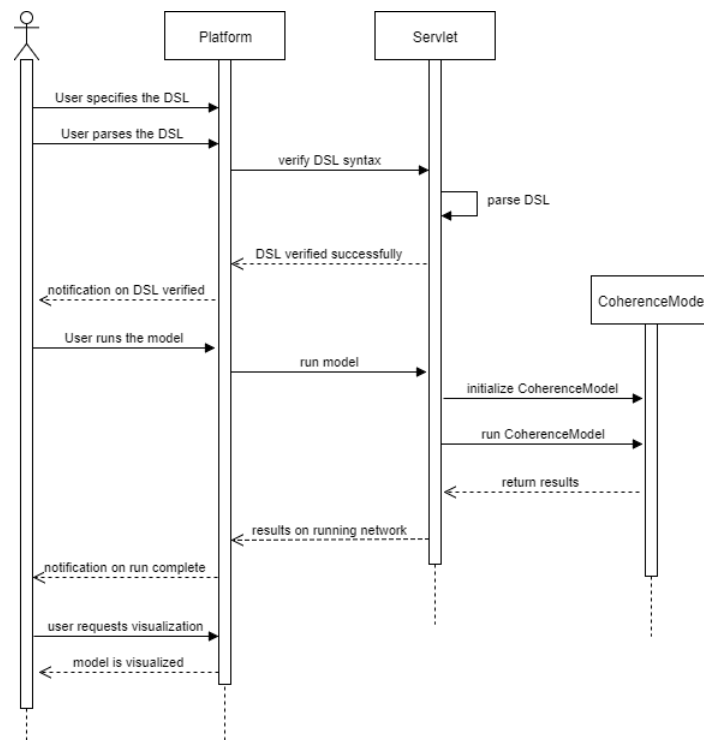 Platform
Servlet
User specifies the DSL
User parses the DSL
verify DSL syntax
parse DSL
DSL verified successfully
notification on DSL verified
CoherenceModel
User runs the model
run model
initialize CoherenceModel
run CoherenceModel
return results
results on running network
notification on run complete
user requests visualization
model is visualized